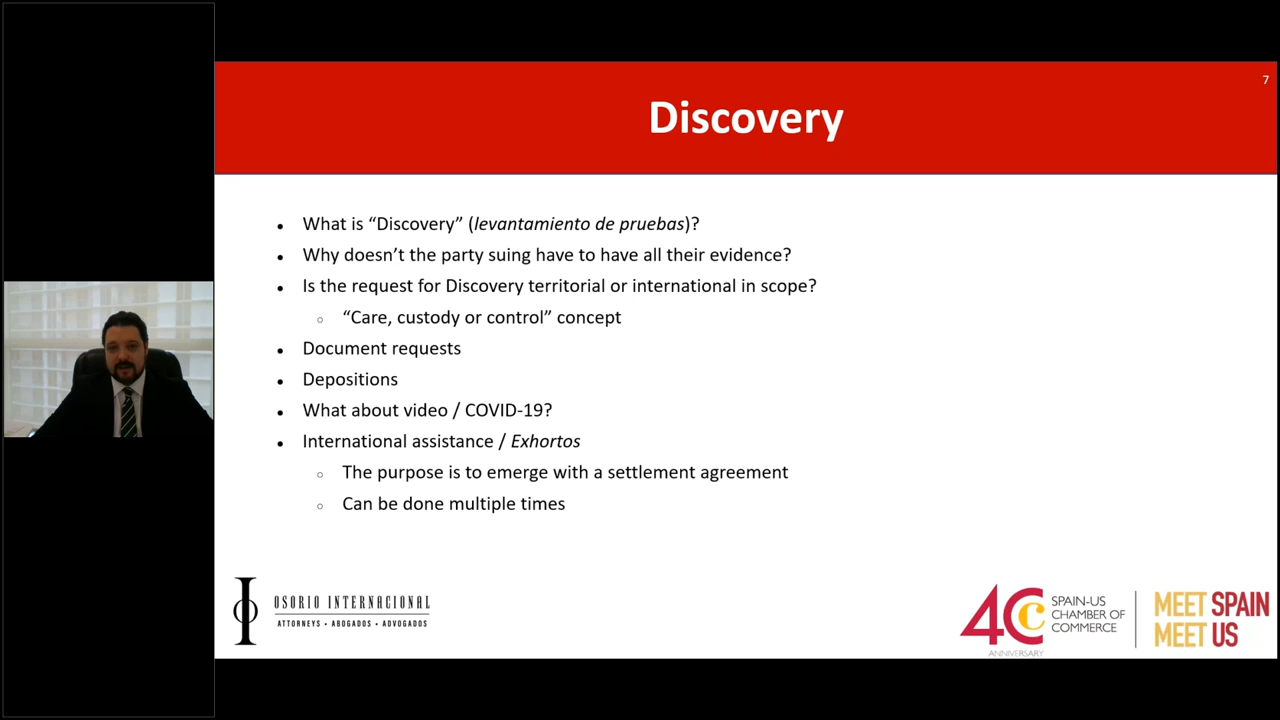 7
Discovery
• What is “Discovery” (levantamiento de pruebas)?
• Why doesn’t the party suing have to have all their evidence?
• Is the request for Discovery territorial or international in scope?
○ “Care, custody or control” concept
• Document requests
• Depositions
• What about video / COVID-19?
• International assistance / Exhortos
○ The purpose is to emerge with a settlement agreement
○ Can be done multiple times
OSORIO INTERNACIONAL
ATTORNEYS • ABOGADOS • ADVOGADOS
4C c
ANNIVERSARY
SPAIN-US
CHAMBER OF
COMMERCE
MEET SPAIN
MEET US